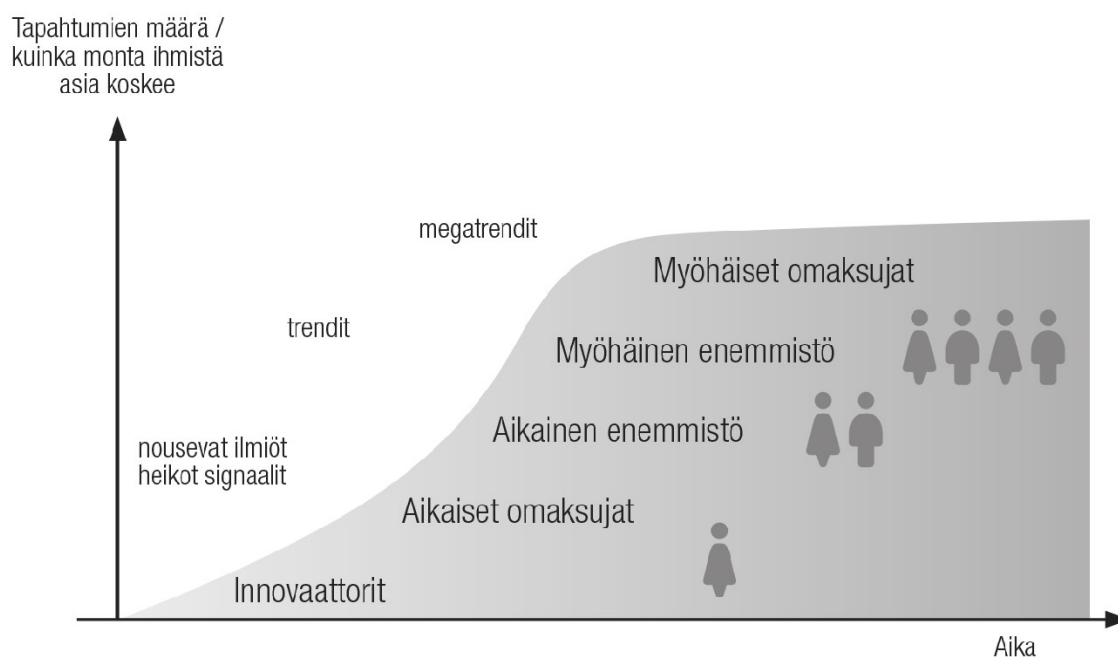 Tapahtumien määrä /
kuinka monta ihmistä
asia koskee
megatrendit
Myöhäiset omaksujat
trendit
Myöhäinen enemmistö
Aikainen enemmistö
nousevat ilmiöt
heikot signaalit
Aikaiset omaksujat
Innovaattorit
Aika